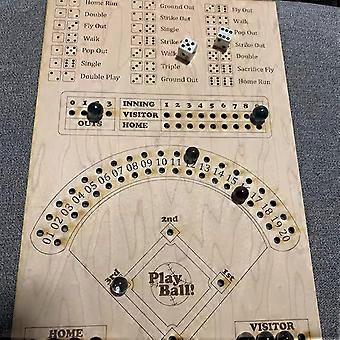 Home Run
Double
Fly Out
Walk
Pop Out
Single
Double Play
Ground Out
Strike Out
Single
Strike
Walk
Triple
Ground Out
Fly Out
Pop Out
Strike Out
Double
Sacrifice Fly
Home Run
0 1 3
OUTS
INNING 1 2 3 4 5 6 7 8
VISITOR
HOME
01 02 03 04 05 06 07 08 09 10 11 12 13 14 15 16 17 18 19 20
2nd
3rd
1st
Play
Ball!
HOME
VISITOR